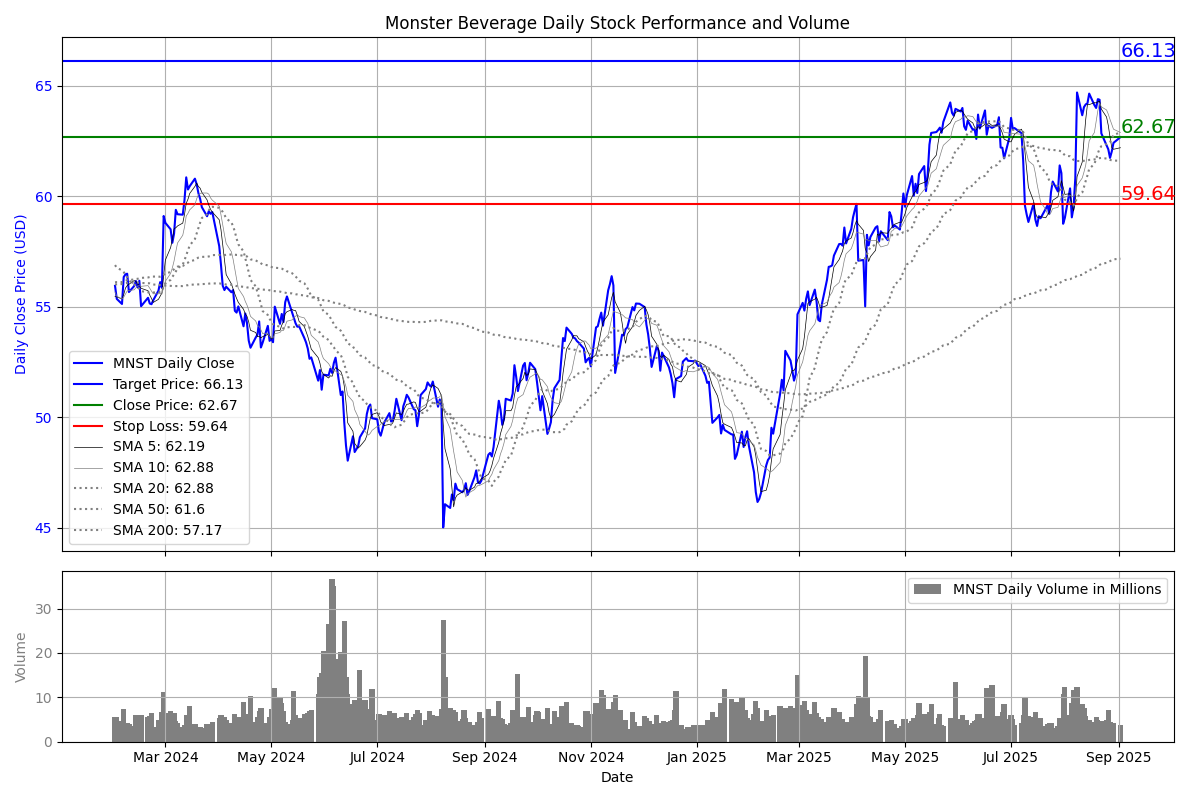 Monster Beverage Daily Stock Performance and Volume
66.13
62.67
59.64
65
60
55
50
45
Daily Close Price (USD)
MNST Daily Close
Target Price: 66.13
Close Price: 62.67
Stop Loss: 59.64
SMA 5: 62.19
SMA 10: 62.88
SMA 20: 62.88
SMA 50: 61.6
SMA 200: 57.17
MNST Daily Volume in Millions
30
20
10
0
Volume
Mar 2024 May 2024 Jul 2024 Sep 2024 Nov 2024 Jan 2025 Mar 2025 May 2025 Jul 2025 Sep 2025
Date